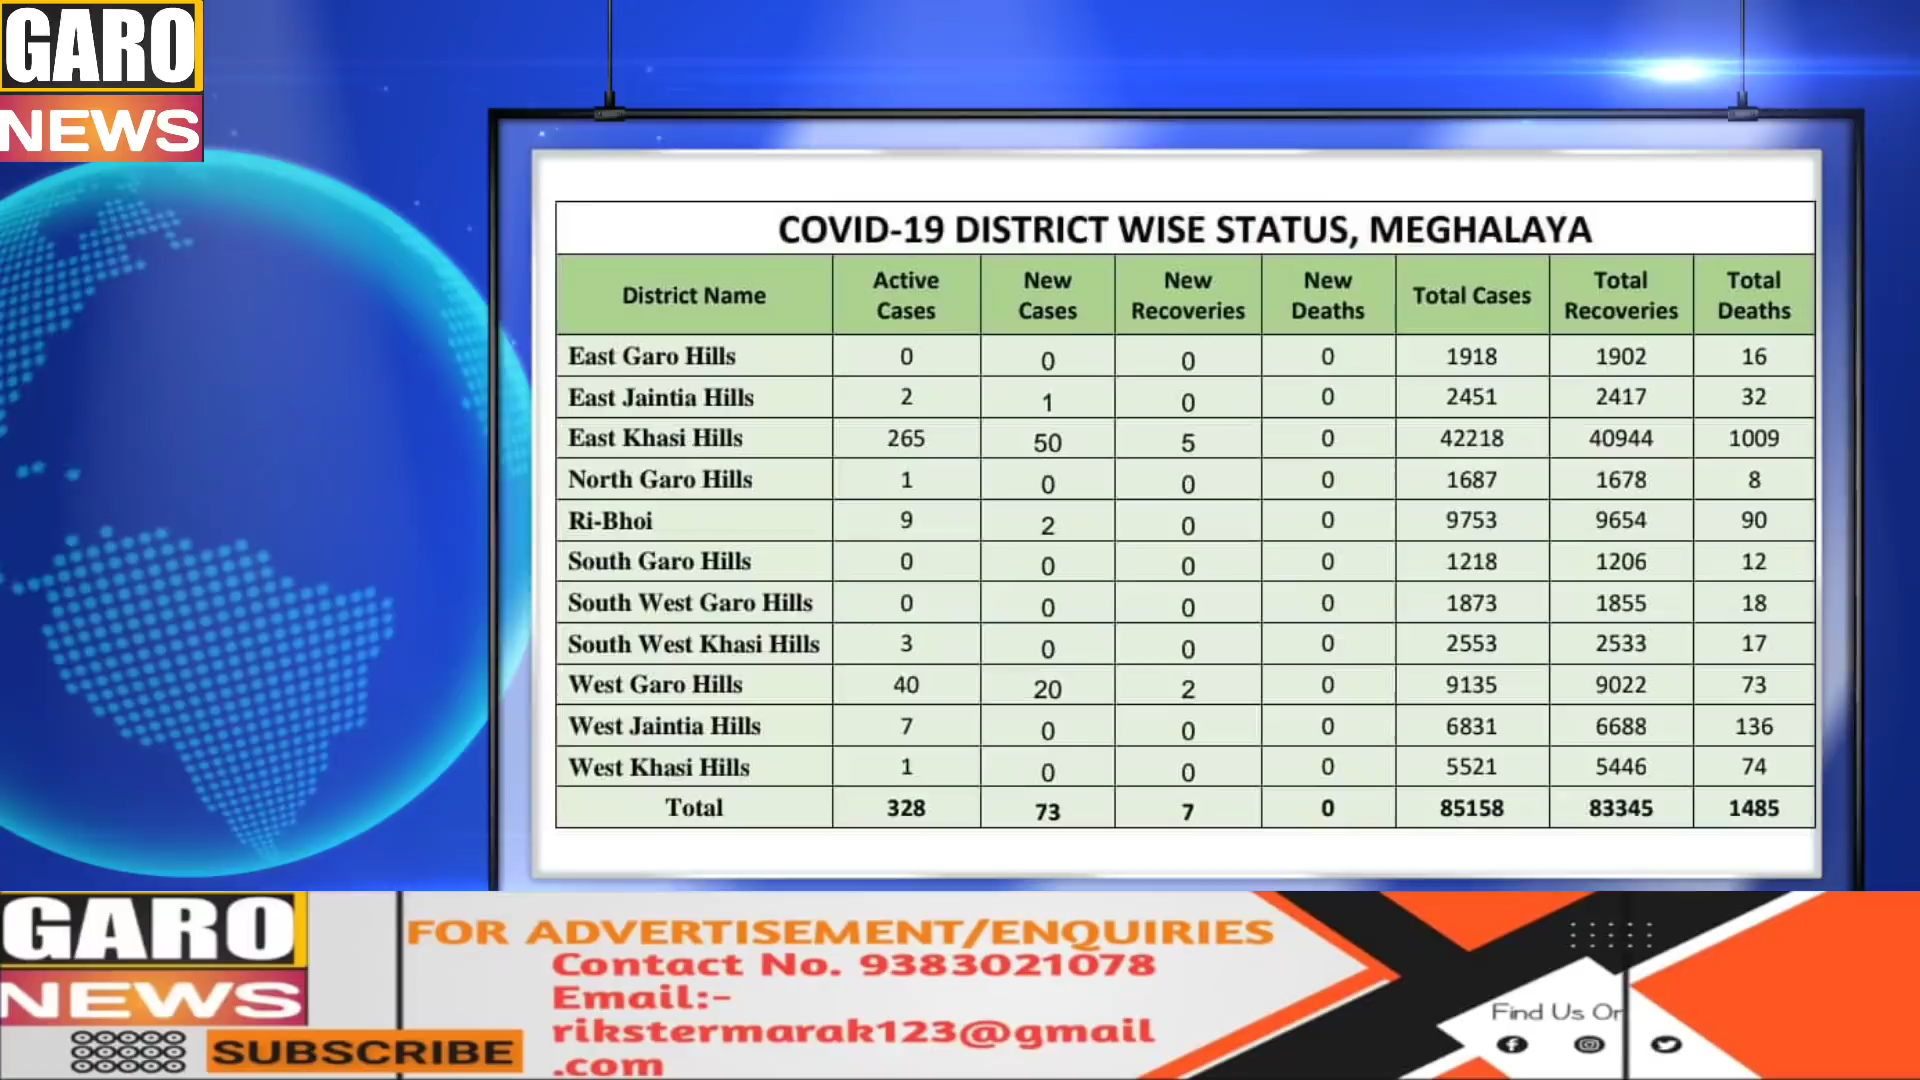 GARO
NEWS
COVID-19 DISTRICT WISE STATUS, MEGHALAYA
District Name Active Cases New Cases New Recoveries New Deaths Total Cases Total Recoveries Total Deaths
East Garo Hills 0 0 0 0 1918 1902 16
East Jaintia Hills 2 1 0 0 2451 2417 32
East Khasi Hills 265 50 5 0 42218 40944 1009
North Garo Hills 1 0 0 0 1687 1678 8
Ri-Bhoi 9 2 0 0 9753 9654 90
South Garo Hills 0 0 0 0 1218 1206 12
South West Garo Hills 0 0 0 0 1873 1855 18
South West Khasi Hills 3 0 0 0 2553 2533 17
West Garo Hills 40 20 2 0 9135 9022 73
West Jaintia Hills 7 0 0 0 6831 6688 136
West Khasi Hills 1 0 0 0 5521 5446 74
Total 328 73 7 0 85158 83345 1485
GARO
NEWS
SUBSCRIBE
FOR ADVERTISEMENT/ENQUIRIES
Contact No. 9383021078
Email:-
rikstermarak123@gmail
.com
Find Us On